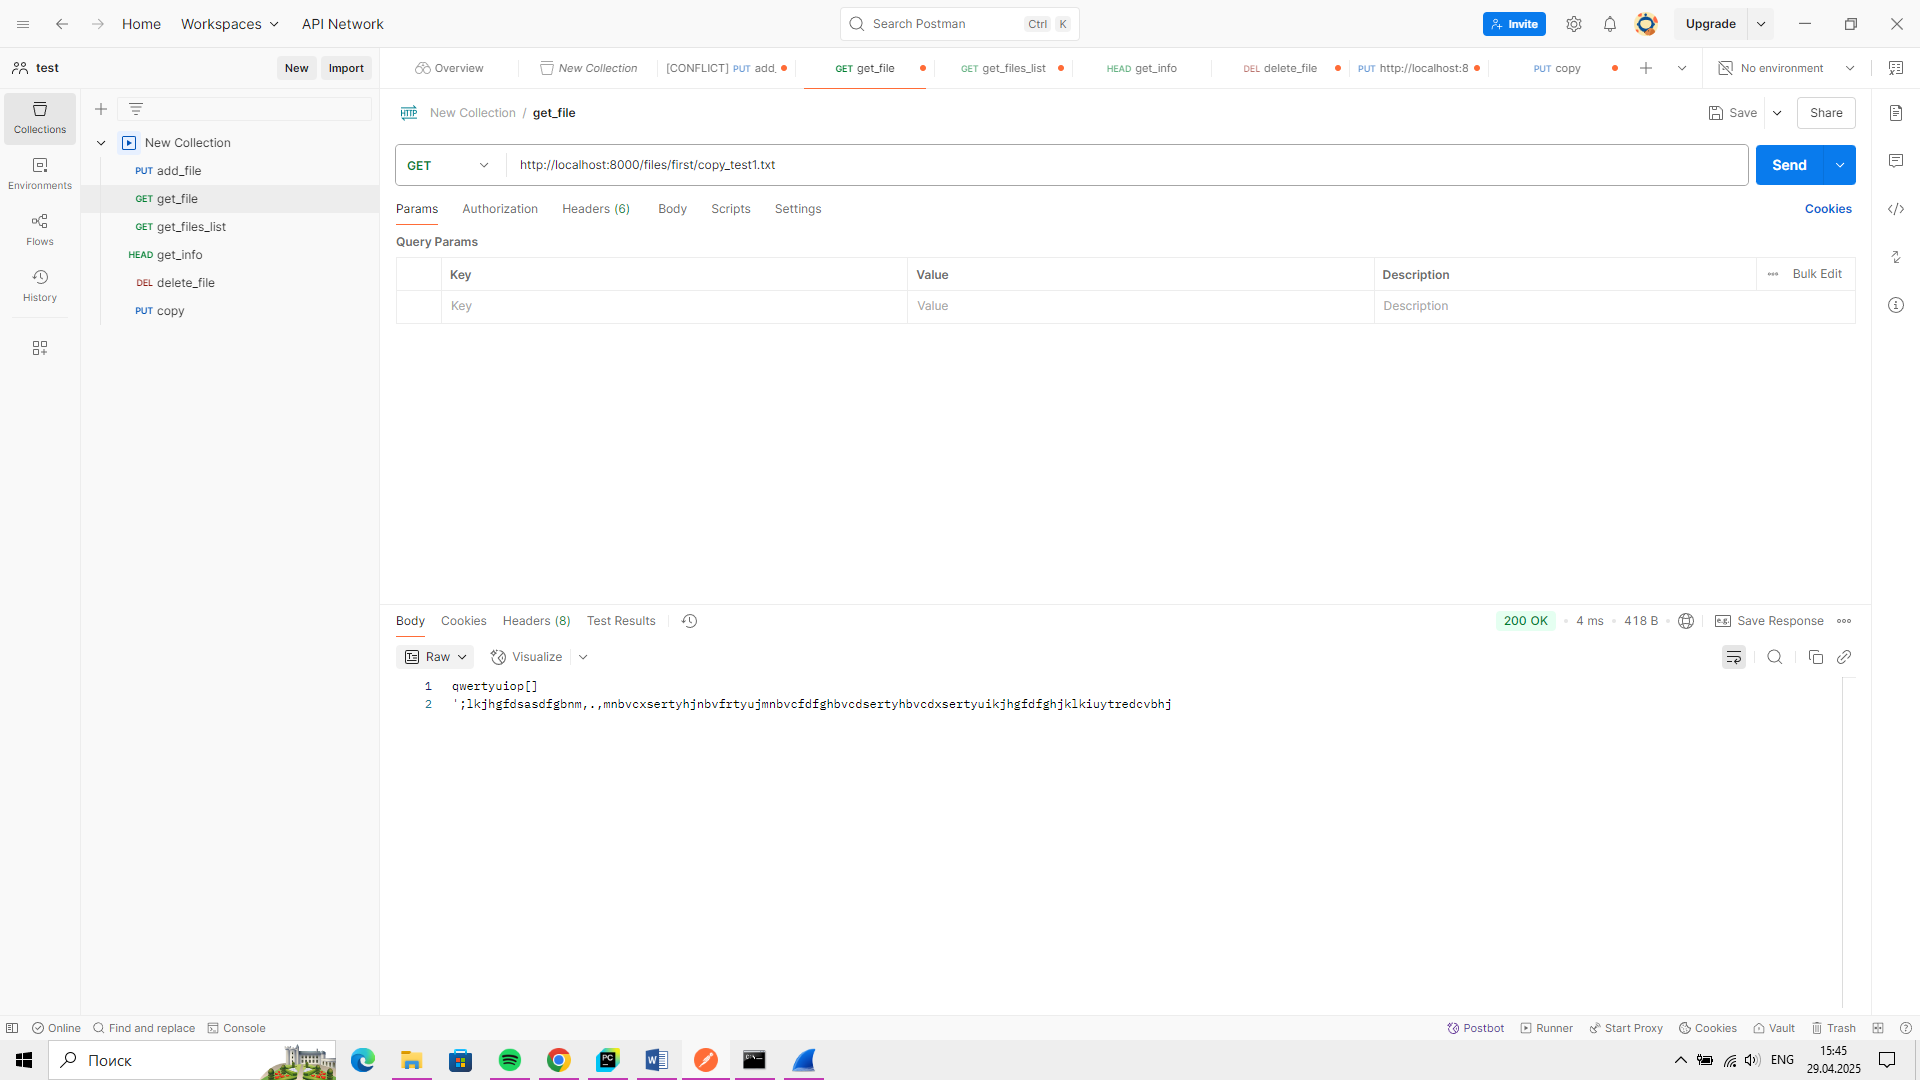 Home Workspaces API Network Search Postman Ctrl K Invite Upgrade
test New Import Overview New Collection [CONFLICT] PUT add_ GET get_file GET get_files_list HEAD get_info DEL delete_file PUT http://localhost:8 PUT copy No environment
Collections
Environments
Flows
History
New Collection
PUT add_file
GET get_file
GET get_files_list
HEAD get_info
DEL delete_file
PUT copy
HTTP New Collection / get_file Save Share
GET http://localhost:8000/files/first/copy_test1.txt Send
Params Authorization Headers (6) Body Scripts Settings Cookies
Query Params
Key Value Description Bulk Edit
Key Value Description
Body Cookies Headers (8) Test Results 200 OK 4 ms 418 B e.g. Save Response
Raw Visualize
1 qwertyuiop[]
2 ';lkjhgfdsasdfgbnm,.,mnbvcxsertyhjnbvfrtyujmnbvcfdfghbvcdsertyhbvcdxsertyuikjhgfdfghjklkiuytredcvbhj
Online Find and replace Console Postbot Runner Start Proxy Cookies Vault Trash
Поиск PC W ENG 15:45
29.04.2025